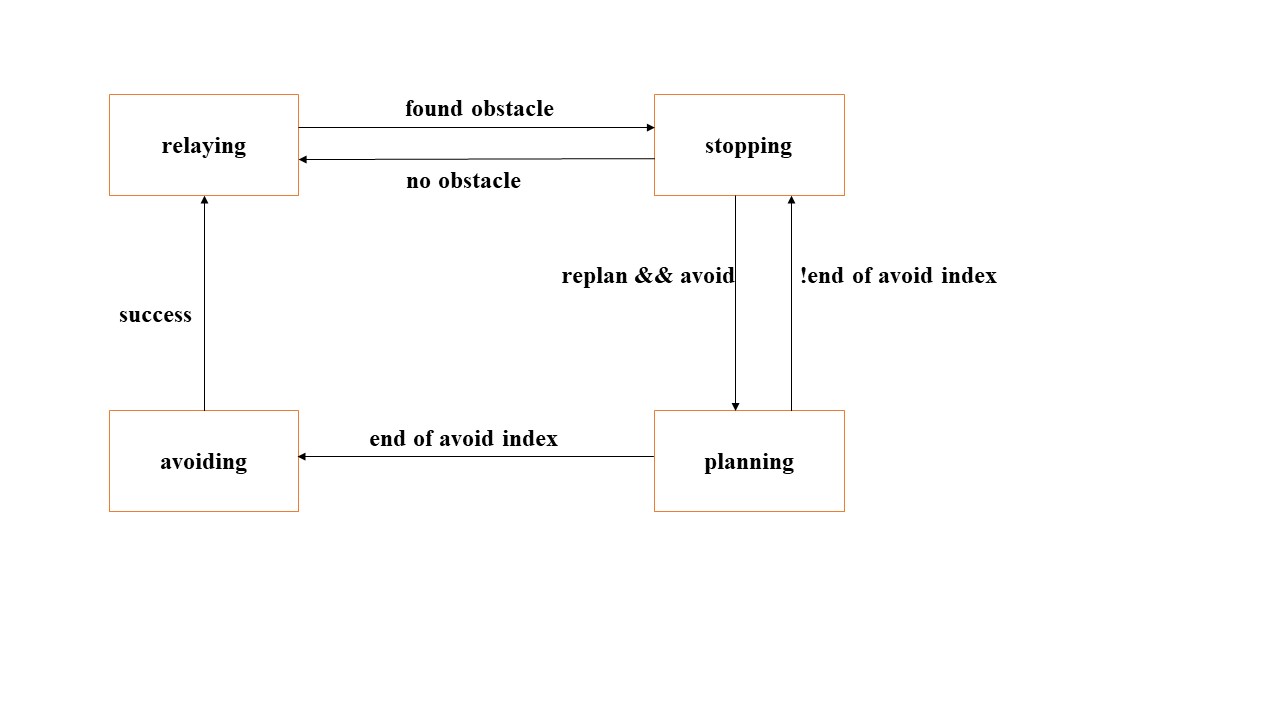 found obstacle
relaying
stopping
no obstacle
replan && avoid
!end of avoid index
success
end of avoid index
avoiding
planning